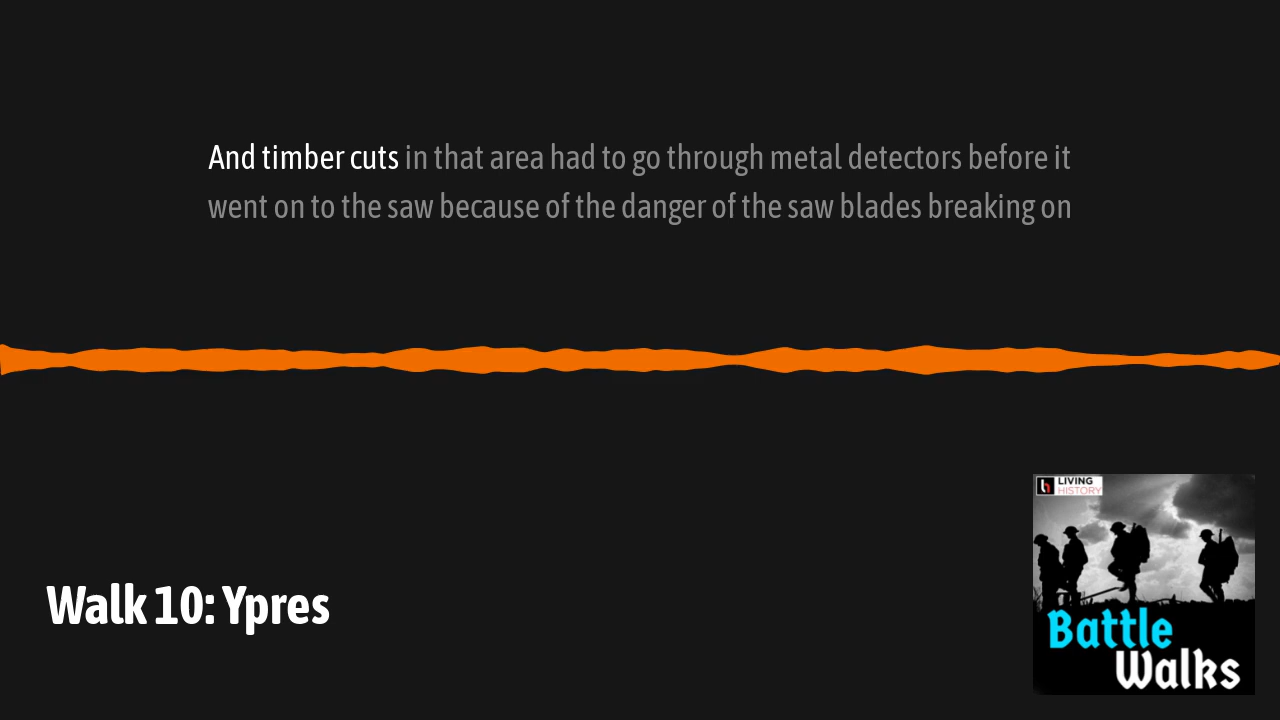 And timber cuts in that area had to go through metal detectors before it
went on to the saw because of the danger of the saw blades breaking on
LIVING
HISTORY
Walk 10: Ypres
Battle
Walks